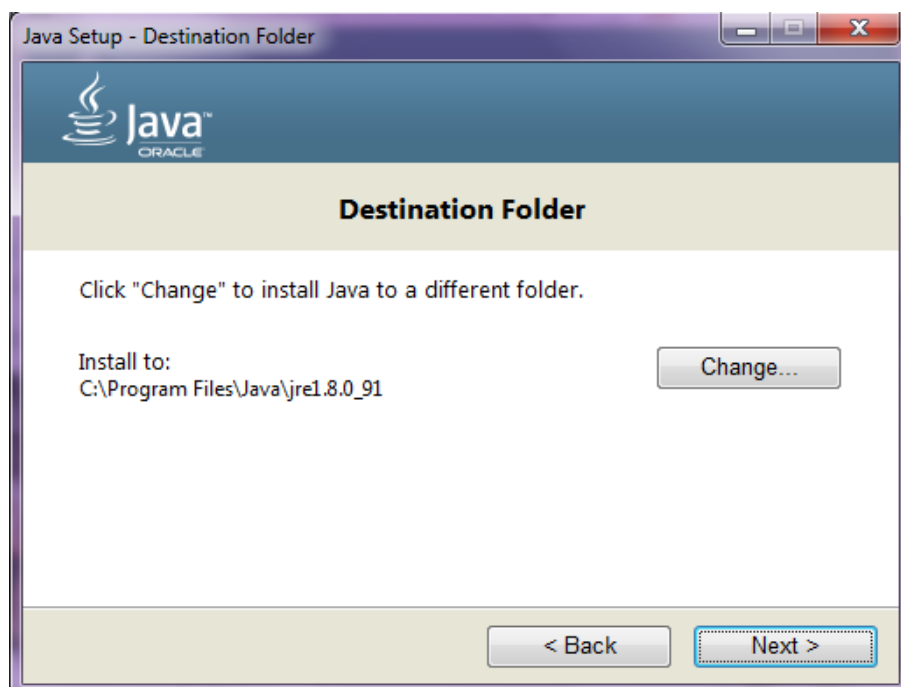 Java Setup - Destination Folder
Java™
ORACLE
Destination Folder
Click "Change" to install Java to a different folder.
Install to:
Change...
C:\Program Files\Java\jre1.8.0_91
< Back
Next >